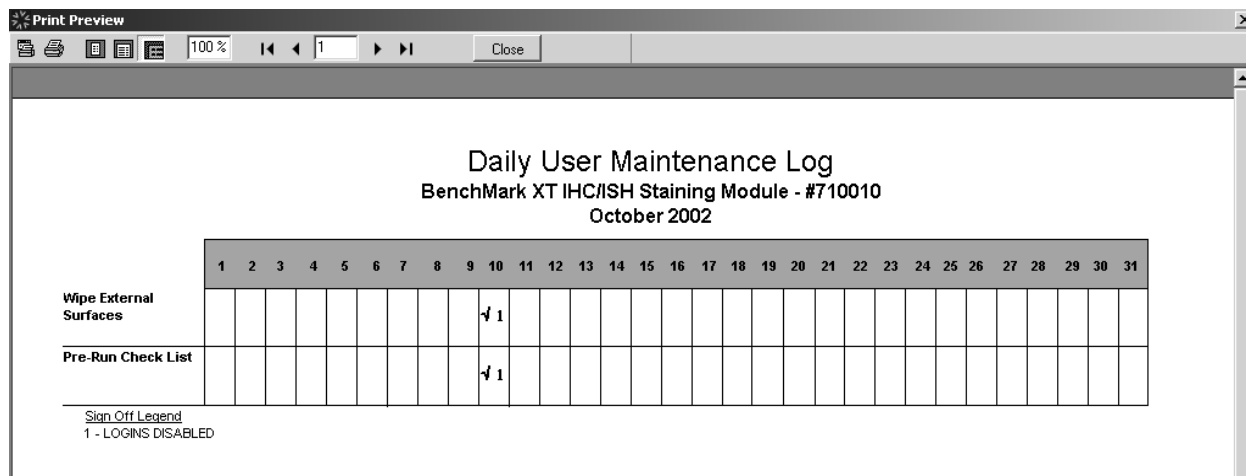 Print Preview
100 % 1 Close
Daily User Maintenance Log
BenchMark XT IHC/ISH Staining Module - #710010
October 2002
1 2 3 4 5 6 7 8 9 10 11 12 13 14 15 16 17 18 19 20 21 22 23 24 25 26 27 28 29 30 31
Wipe External
Surfaces
√ 1
Pre-Run Check List
√ 1
Sign Off Legend
1 - LOGINS DISABLED